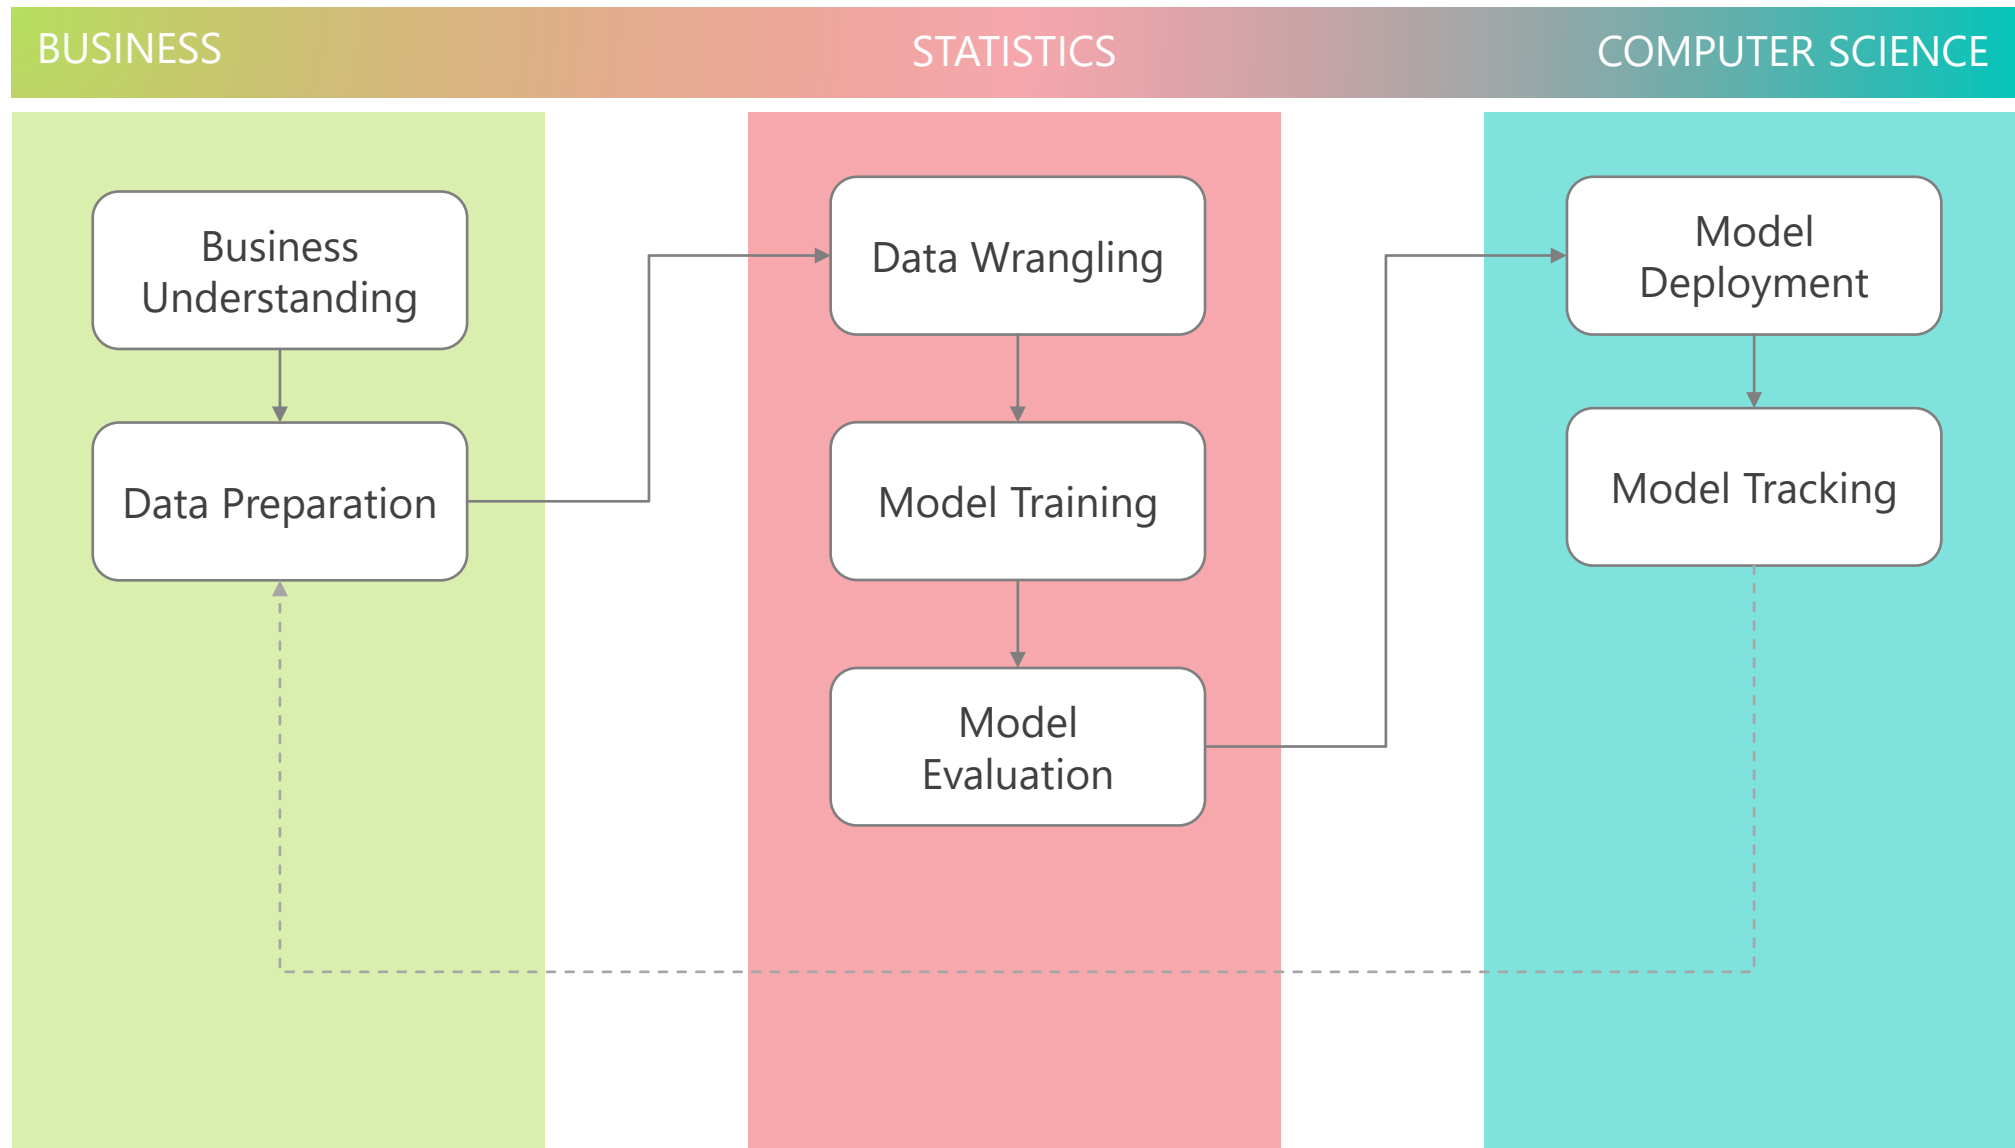 BUSINESS
STATISTICS
COMPUTER SCIENCE
Business
Understanding
Data Preparation
Data Wrangling
Model Training
Model
Evaluation
Model
Deployment
Model Tracking